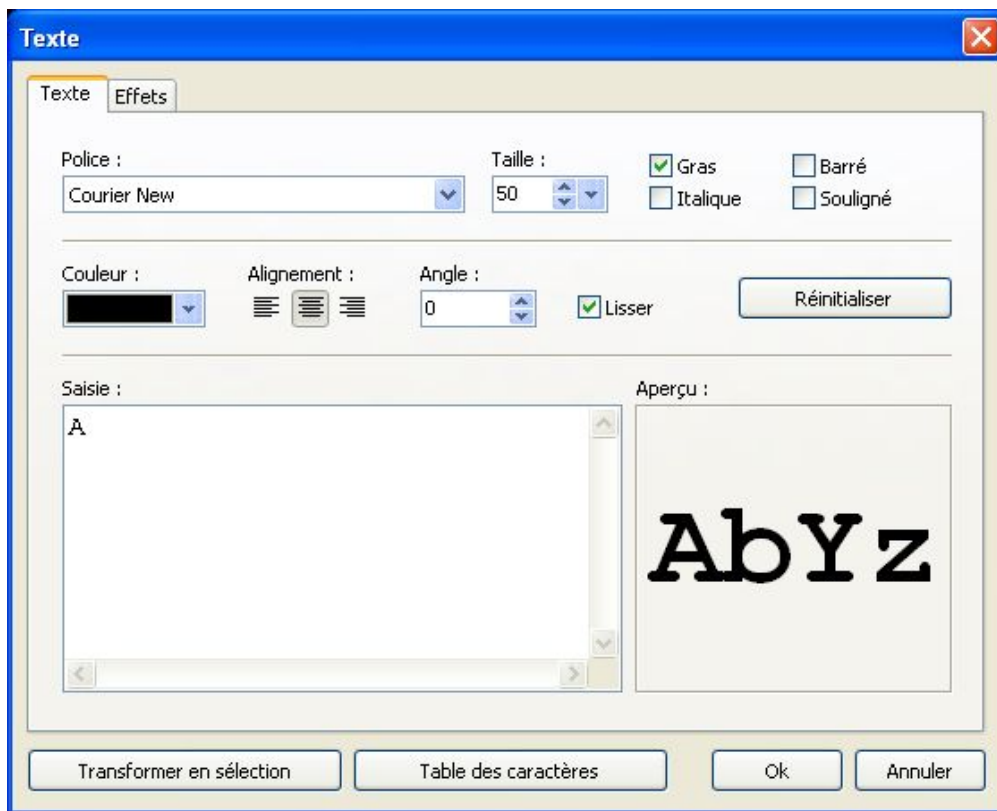 Texte
Texte Effets
Police : Taille :
Gras Barré
Courier New 50
Italique Souligné
Couleur : Alignement : Angle :
0 Lisser Réinitialiser
Saisie : Aperçu :
A
AbYz
Transformer en sélection Table des caractères Ok Annuler